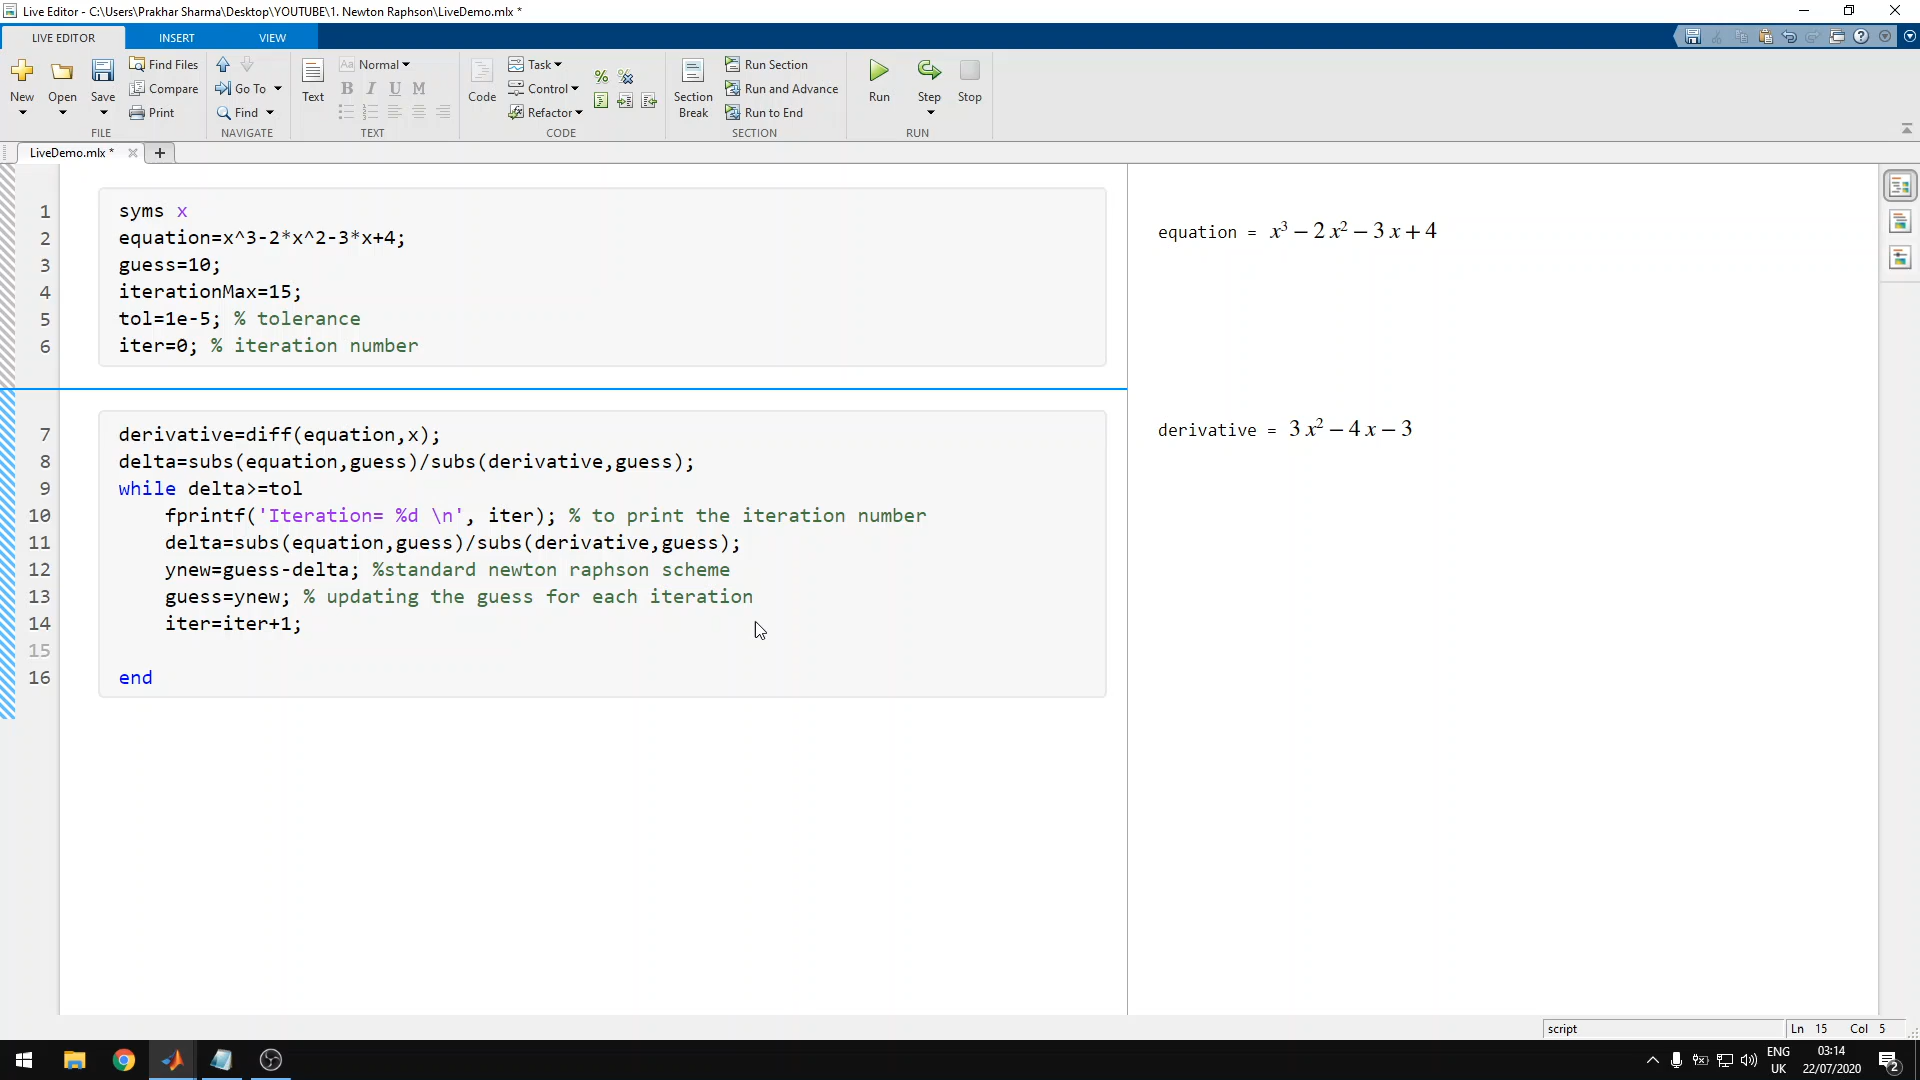 Live Editor - C:\Users\Prakhar Sharma\Desktop\YOUTUBE\1. Newton Raphson\LiveDemo.mlx *
LIVE EDITOR INSERT VIEW
New Open Save Find Files Compare Print
FILE
Go To Find
NAVIGATE
Text Aa Normal B I U M
TEXT
Code Task Control Refactor
CODE
Section Break Run Section Run and Advance Run to End
SECTION
Run Step Stop
RUN
LiveDemo.mlx *
1 syms x
2 equation=x^3-2*x^2-3*x+4;
3 guess=10;
4 iterationMax=15;
5 tol=1e-5; % tolerance
6 iter=0; % iteration number
7 derivative=diff(equation,x);
8 delta=subs(equation,guess)/subs(derivative,guess);
9 while delta>=tol
10 fprintf('Iteration= %d \n', iter); % to print the iteration number
11 delta=subs(equation,guess)/subs(derivative,guess);
12 ynew=guess-delta; %standard newton raphson scheme
13 guess=ynew; % updating the guess for each iteration
14 iter=iter+1;
15
16 end
equation = x³ − 2 x² − 3 x + 4
derivative = 3 x² − 4 x − 3
script Ln 15 Col 5
ENG
UK
03:14
22/07/2020
2